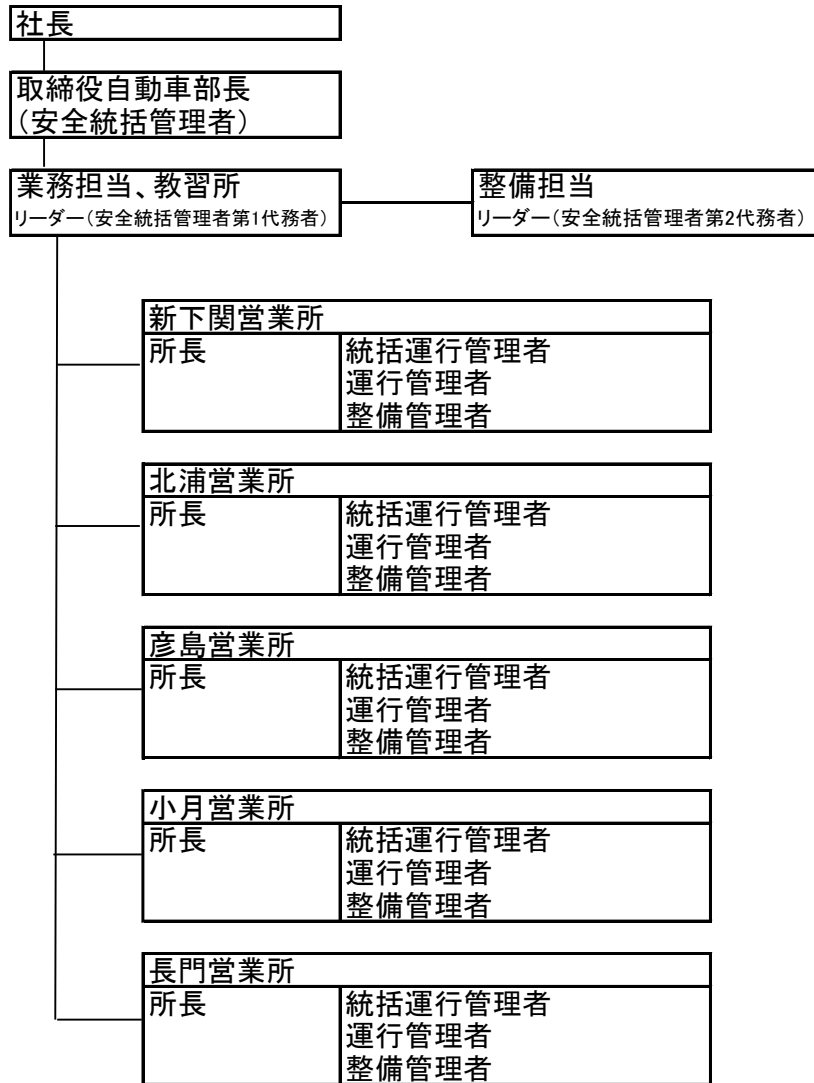 社長
取締役自動車部長
（安全統括管理者）
業務担当、教習所
リーダー（安全統括管理者第1代務者）
整備担当
リーダー（安全統括管理者第2代務者）
新下関営業所
所長 統括運行管理者
運行管理者
整備管理者
北浦営業所
所長 統括運行管理者
運行管理者
整備管理者
彦島営業所
所長 統括運行管理者
運行管理者
整備管理者
小月営業所
所長 統括運行管理者
運行管理者
整備管理者
長門営業所
所長 統括運行管理者
運行管理者
整備管理者